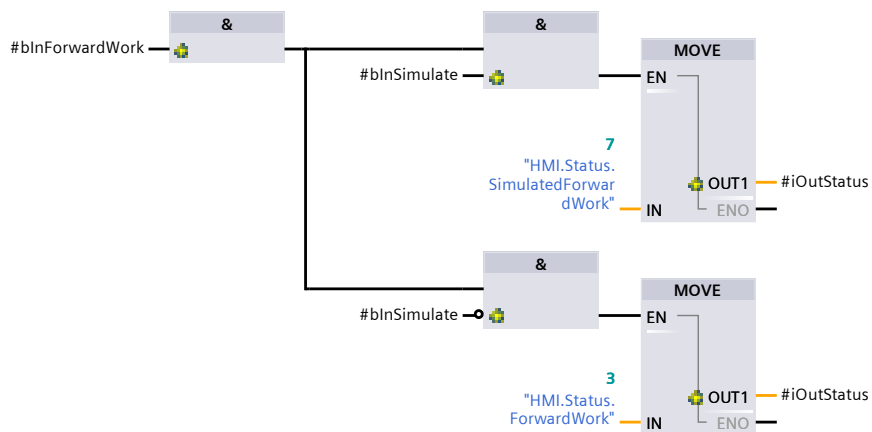 &
#bInForwardWork
&
#bInSimulate
MOVE
EN
7
"HMI.Status.
SimulatedForwar
dWork"
IN
OUT1
#iOutStatus
ENO
&
#bInSimulate
MOVE
EN
3
"HMI.Status.
ForwardWork"
IN
OUT1
#iOutStatus
ENO